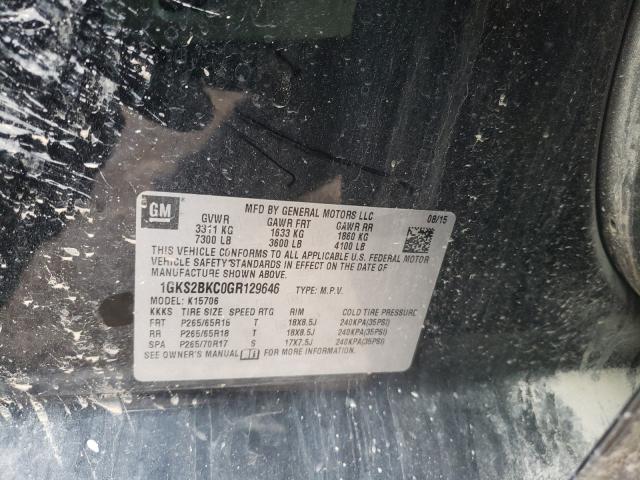 GM
MFD BY GENERAL MOTORS LLC
08/15
GVWR GAWR FRT GAWR RR
3311 KG 1633 KG 1860 KG
7300 LB 3600 LB 4100 LB
THIS VEHICLE CONFORMS TO ALL APPLICABLE U.S. FEDERAL MOTOR
VEHICLE SAFETY STANDARDS IN EFFECT ON THE DATE OF
MANUFACTURE SHOWN ABOVE.
1GKS2BKC0GR129646 TYPE: M.P.V.
MODEL: K15706
KKKS TIRE SIZE SPEED RTG RIM COLD TIRE PRESSURE
FRT P265/65R18 T 18X8.5J 240KPA(35PSI)
RR P265/65R18 T 18X8.5J 240KPA(35PSI)
SPA P265/70R17 S 17X7.5J 240KPA(35PSI)
SEE OWNER'S MANUAL FOR MORE INFORMATION.